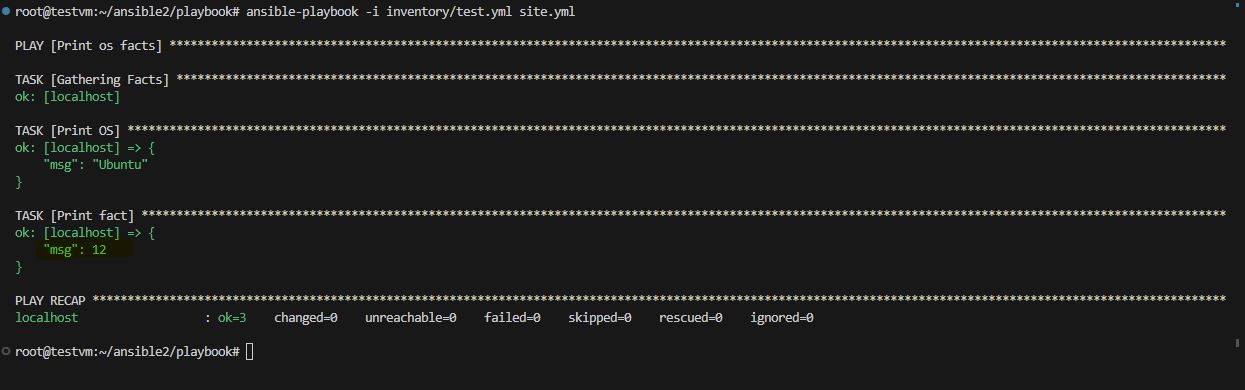 root@testvm:~/ansible2/playbook# ansible-playbook -i inventory/test.yml site.yml
PLAY [Print os facts] ******************************************************************************************************************************************************
TASK [Gathering Facts] *****************************************************************************************************************************************************
ok: [localhost]
TASK [Print OS] ************************************************************************************************************************************************************
ok: [localhost] => {
    "msg": "Ubuntu"
}
TASK [Print fact] **********************************************************************************************************************************************************
ok: [localhost] => {
    "msg": 12
}
PLAY RECAP *****************************************************************************************************************************************************************
localhost                  : ok=3    changed=0    unreachable=0    failed=0    skipped=0    rescued=0    ignored=0
root@testvm:~/ansible2/playbook#